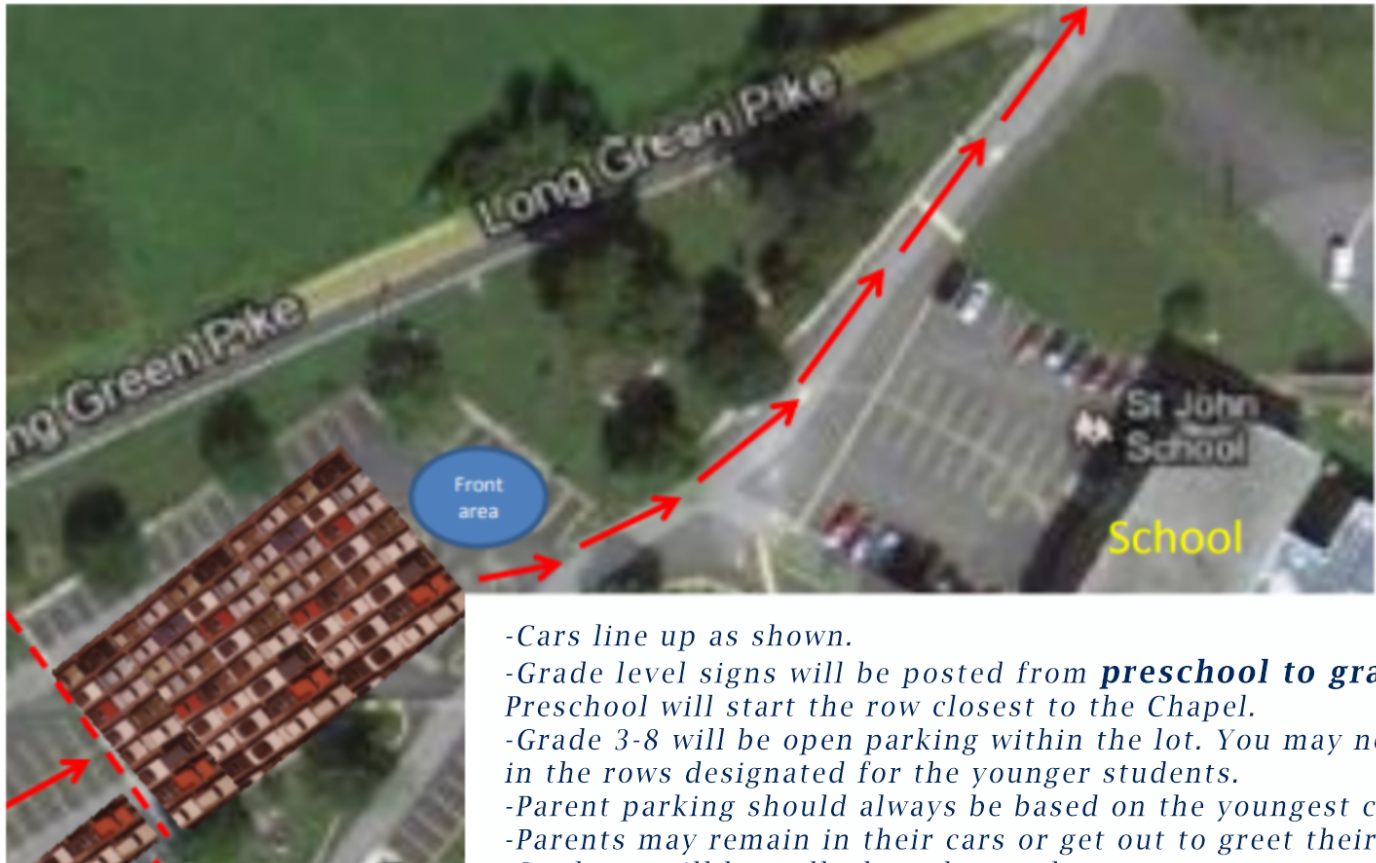 Long Green Pike
ng Green Pike
Front
area
St John
School
School
-Cars line up as shown.
-Grade level signs will be posted from preschool to gra
Preschool will start the row closest to the Chapel.
-Grade 3-8 will be open parking within the lot. You may no
in the rows designated for the younger students.
-Parent parking should always be based on the youngest c
-Parents may remain in their cars or get out to greet their